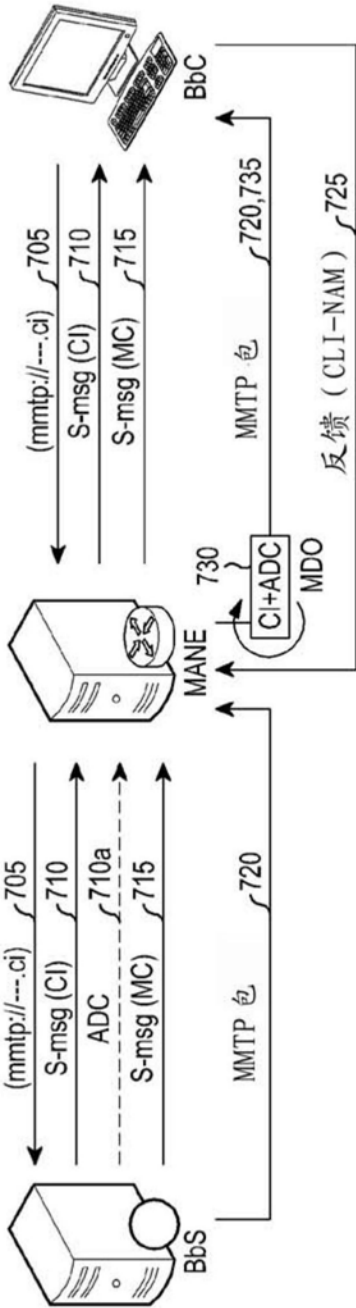 BbS
MANE
BbC
(mmtp://---.ci)
705
S-msg (CI)
710
ADC
710a
S-msg (MC)
715
MMTP 包
720
(mmtp://---.ci)
705
S-msg (CI)
710
S-msg (MC)
715
730
CI+ADC
MDO
MMTP 包
720,735
反馈 (CLI-NAM)
725